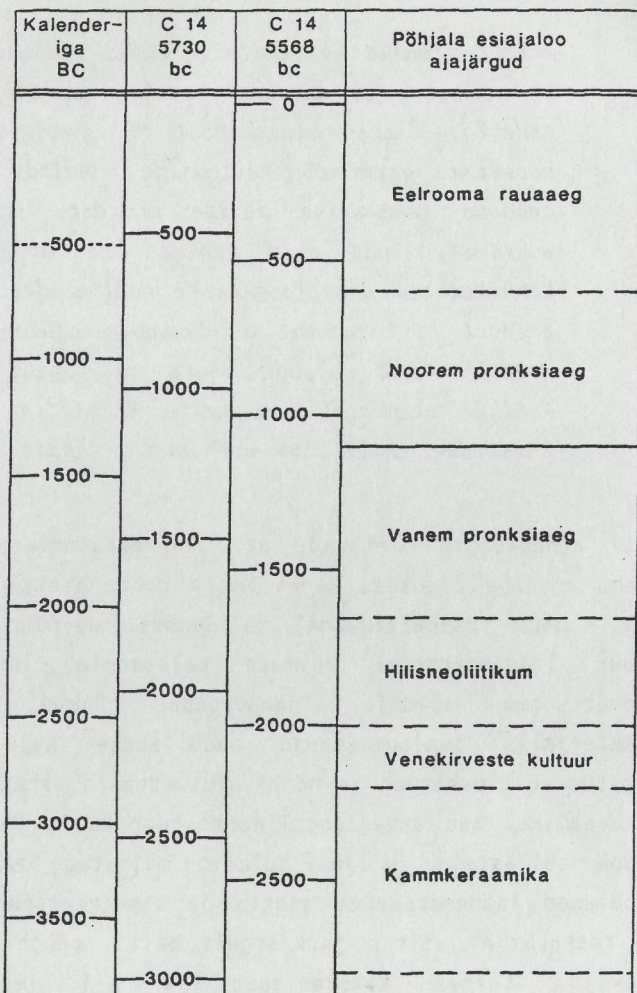 Kalender-
iga
BC
C 14
5730
bc
C 14
5568
bc
Põhjala esiajaloo
ajajärgud
0
Eelrooma rauaaeg
500
500
500
1000
Noorem pronksiaeg
1000
1000
1500
1500
Vanem pronksiaeg
1500
2000
Hilisneoliitikum
2000
2500
2000
Venekirveste kultuur
3000
2500
Kammkeraamika
2500
3500
3000